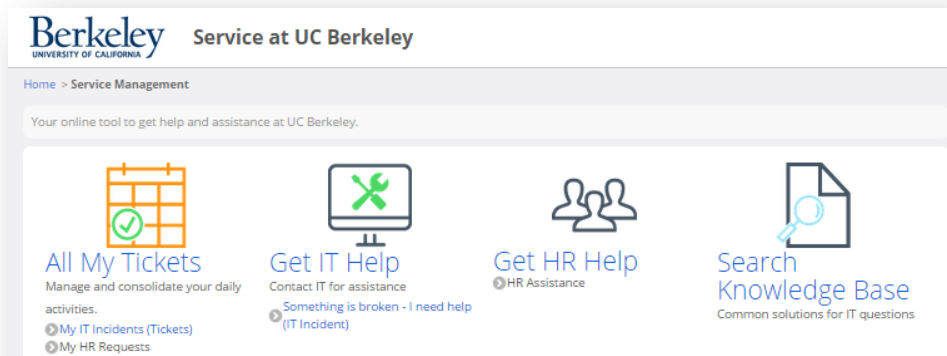 Berkeley
UNIVERSITY OF CALIFORNIA
Service at UC Berkeley
Home > Service Management
Your online tool to get help and assistance at UC Berkeley.
All My Tickets
Manage and consolidate your daily
activities.
My IT Incidents (Tickets)
My HR Requests
Get IT Help
Contact IT for assistance
Something is broken - I need help
(IT Incident)
Get HR Help
HR Assistance
Search
Knowledge Base
Common solutions for IT questions